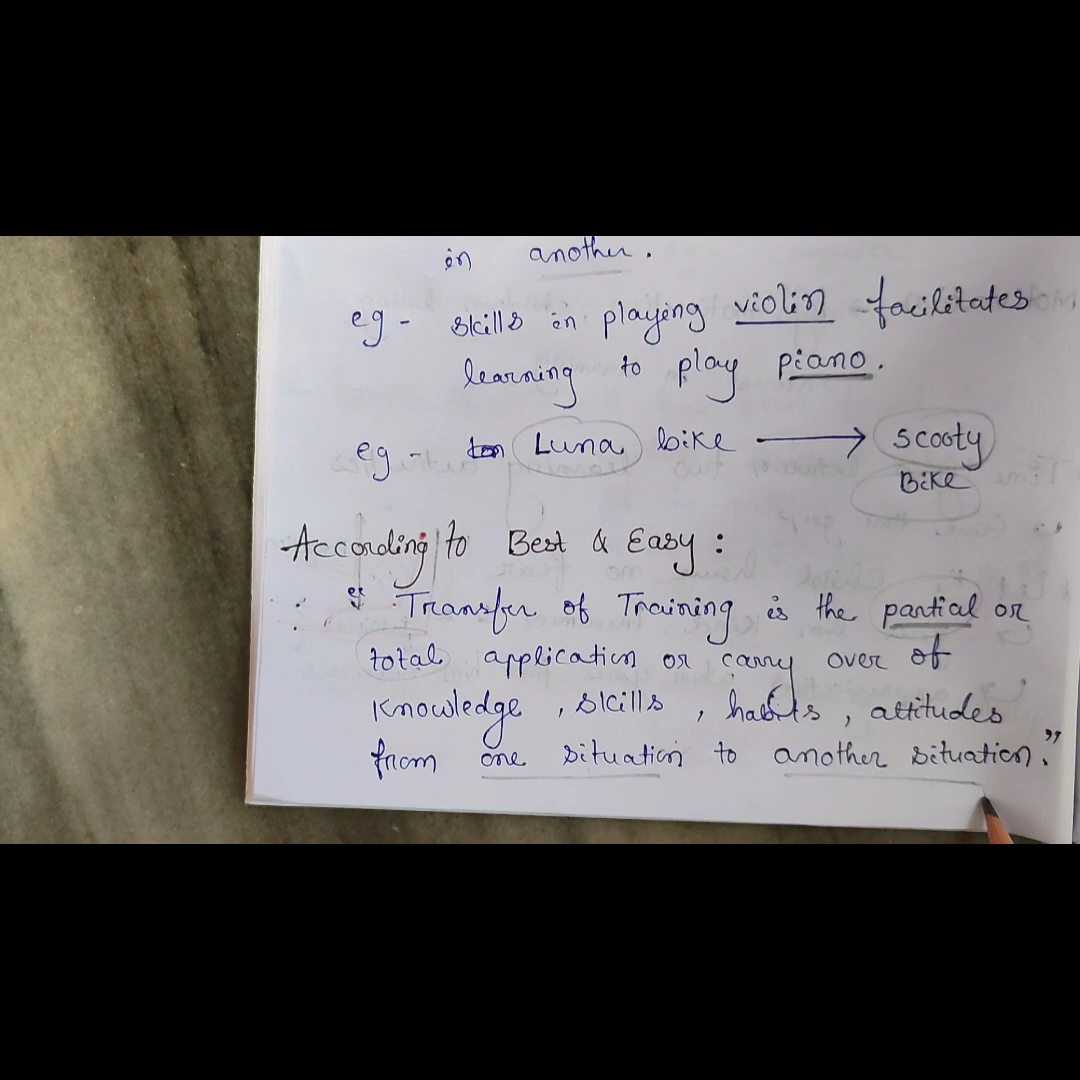 in another.
eg - skills in playing violin facilitates
learning to play piano.
eg - Luna bike → scooty
Bike
According to Best & Easy :
" Transfer of Training is the partial or
total application or carry over of
knowledge , skills , habits , attitudes
from one situation to another situation."